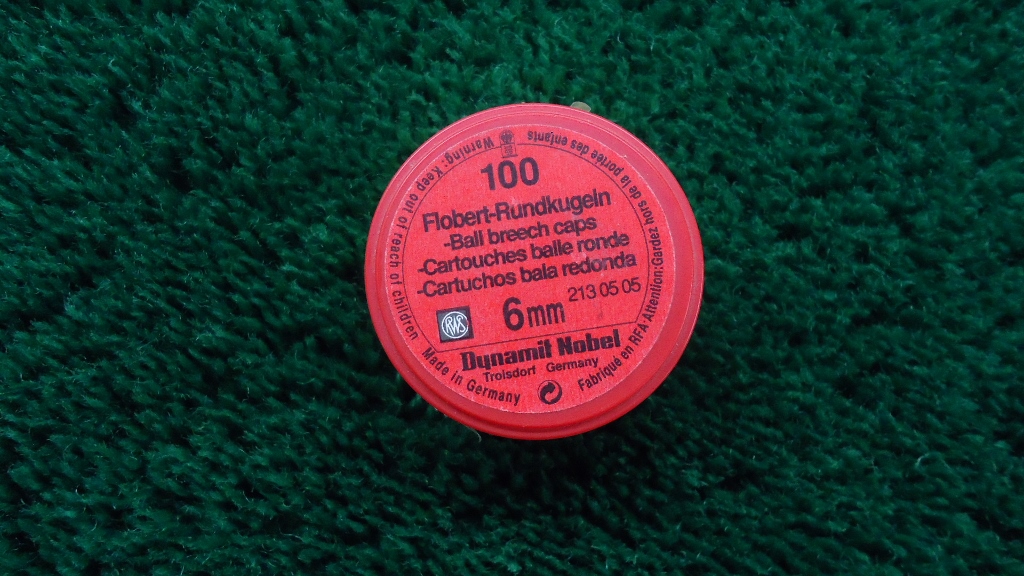 100
Flobert-Rundkugeln
-Ball breech caps
-Cartouches balle ronde
-Cartuchos bala redonda
6mm 213 05 05
RWS
Dynamit Nobel
Troisdorf Germany
Made in Germany
Fabriqué en RFA
Attention: Gardez hors de la portée des enfants
Warning: Keep out of reach of children